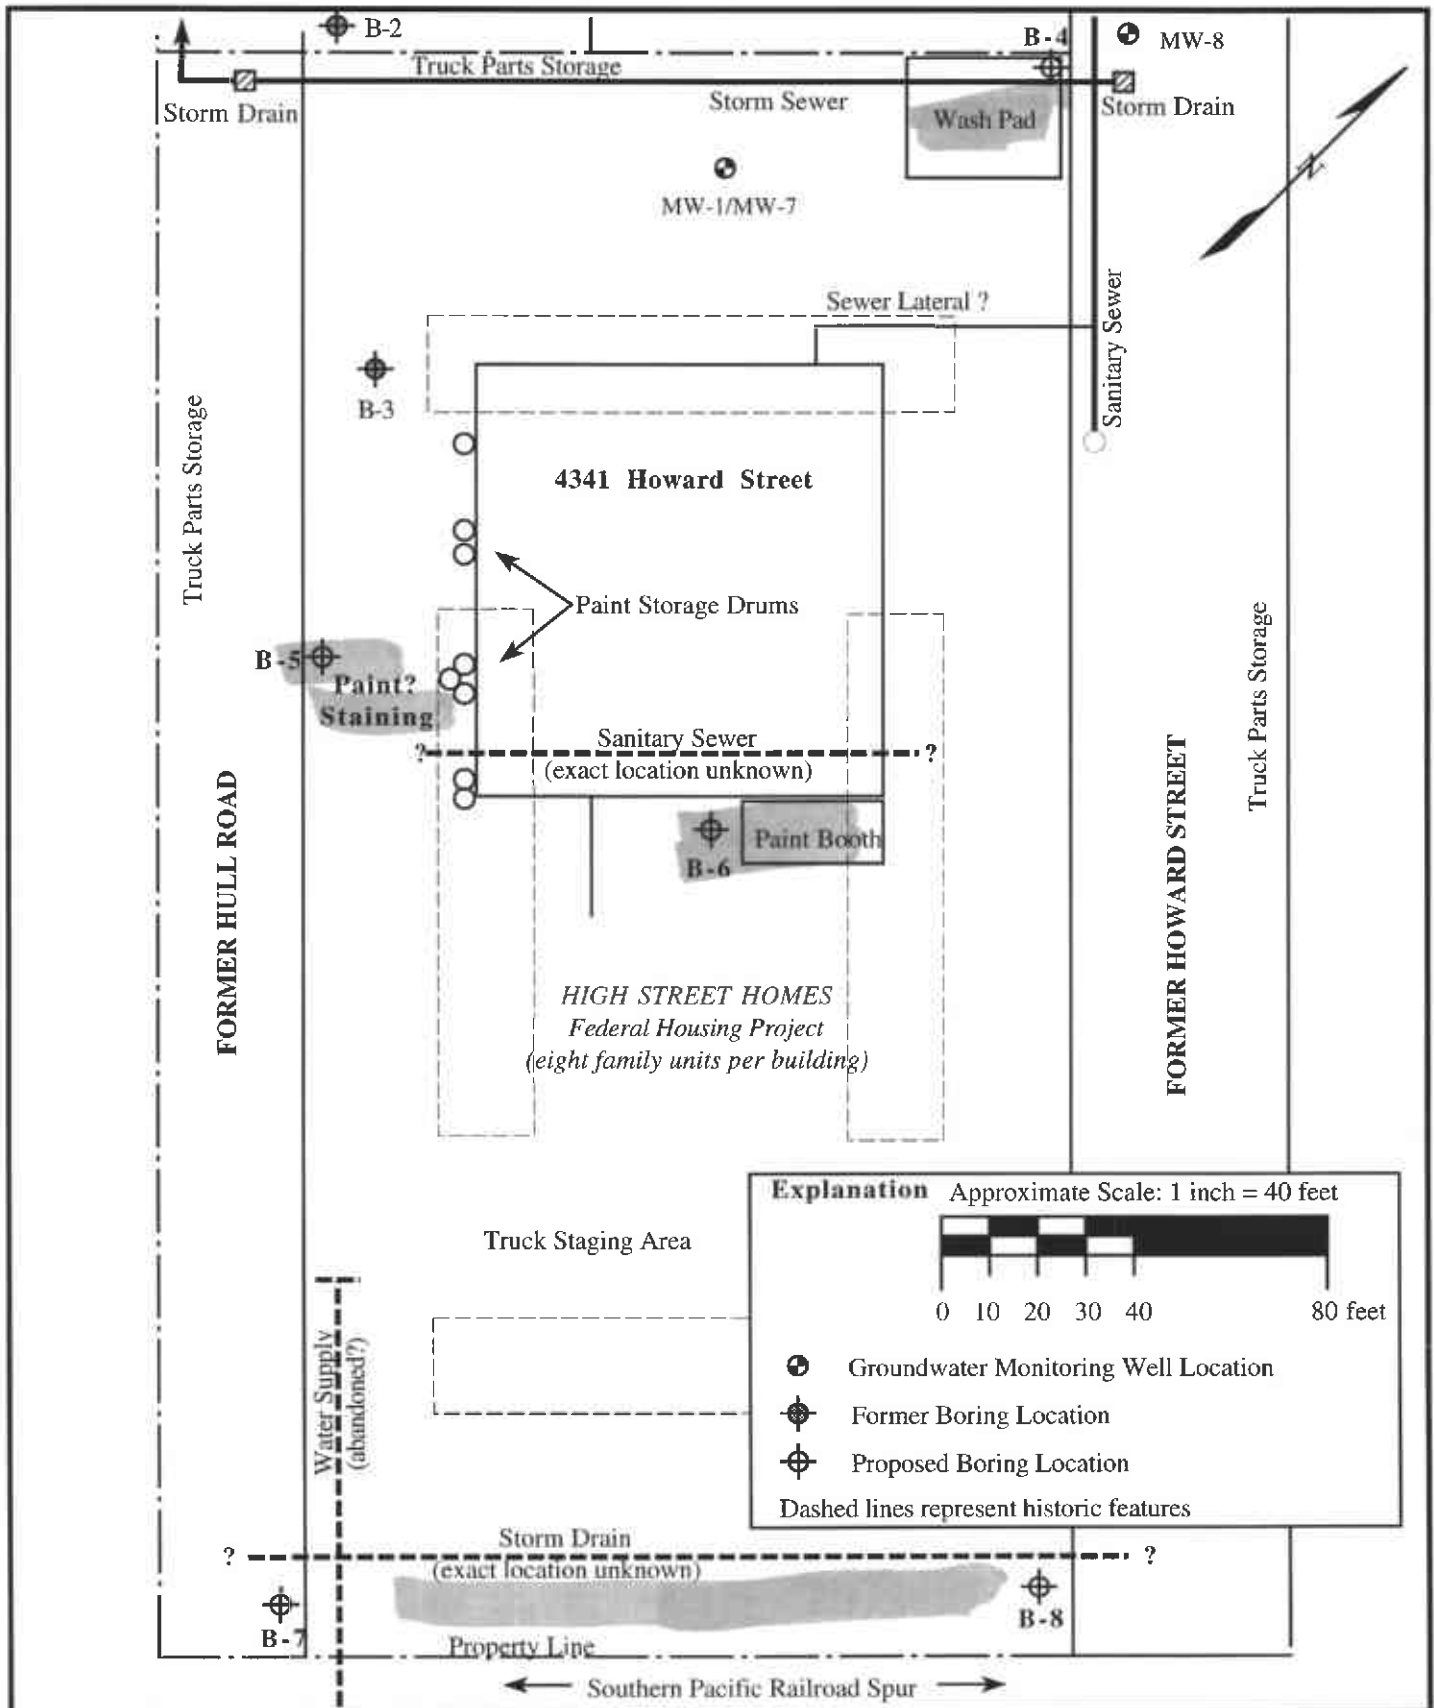 B-2
B-4
MW-8
Truck Parts Storage
Storm Drain
Storm Sewer
Wash Pad
Storm Drain
N
MW-1/MW-7
Sewer Lateral ?
Sanitary Sewer
B-3
Truck Parts Storage
4341 Howard Street
Paint Storage Drums
B-5
Paint?
Staining
Truck Parts Storage
Sanitary Sewer
? ?
(exact location unknown)
Paint Booth
B-6
FORMER HULL ROAD
FORMER HOWARD STREET
HIGH STREET HOMES
Federal Housing Project
(eight family units per building)
Explanation Approximate Scale: 1 inch = 40 feet
0 10 20 30 40 80 feet
Groundwater Monitoring Well Location
Former Boring Location
Proposed Boring Location
Dashed lines represent historic features
Truck Staging Area
Water Supply
(abandoned?)
Storm Drain
? ?
(exact location unknown)
B-7
B-8
Property Line
Southern Pacific Railroad Spur